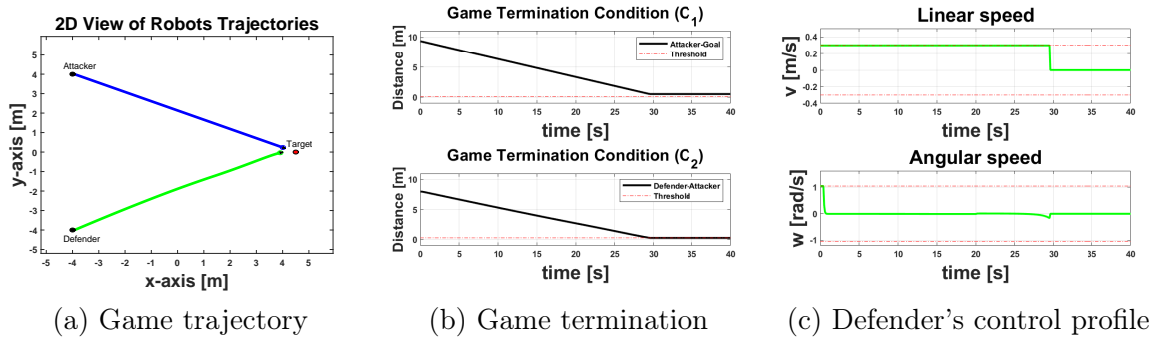 2D View of Robots Trajectories
y-axis [m]
5
4
3
2
1
0
-1
-2
-3
-4
-5
Attacker
Target
Defender
-5 -4 -3 -2 -1 0 1 2 3 4 5
x-axis [m]
(a) Game trajectory
Game Termination Condition (C1)
Distance [m]
10
5
0
Attacker-Goal
Threshold
0 5 10 15 20 25 30 35 40
time [s]
Game Termination Condition (C2)
Distance [m]
10
5
0
Defender-Attacker
Threshold
0 5 10 15 20 25 30 35 40
time [s]
(b) Game termination
Linear speed
v [m/s]
0.4
0.2
0
-0.2
-0.4
0 5 10 15 20 25 30 35 40
time [s]
Angular speed
w [rad/s]
1
0
-1
0 5 10 15 20 25 30 35 40
time [s]
(c) Defender's control profile